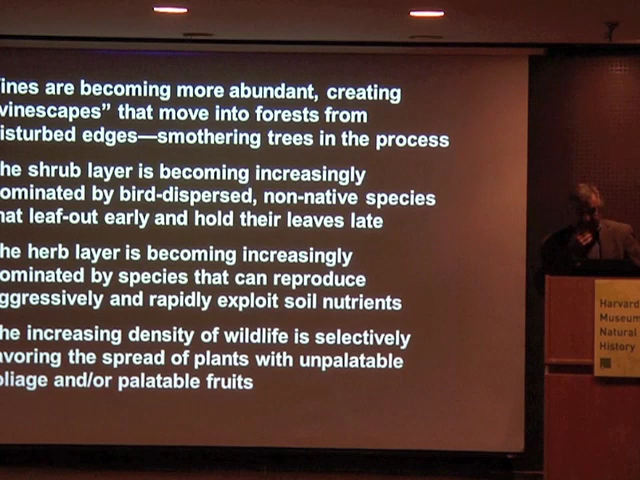 ines are becoming more abundant, creating
vinescapes” that move into forests from
isturbed edges—smothering trees in the process
he shrub layer is becoming increasingly
ominated by bird-dispersed, non-native species
hat leaf-out early and hold their leaves late
he herb layer is becoming increasingly
ominated by species that can reproduce
ggressively and rapidly exploit soil nutrients
he increasing density of wildlife is selectively
avoring the spread of plants with unpalatable
oliage and/or palatable fruits
Harvard
Museum
Natural
History